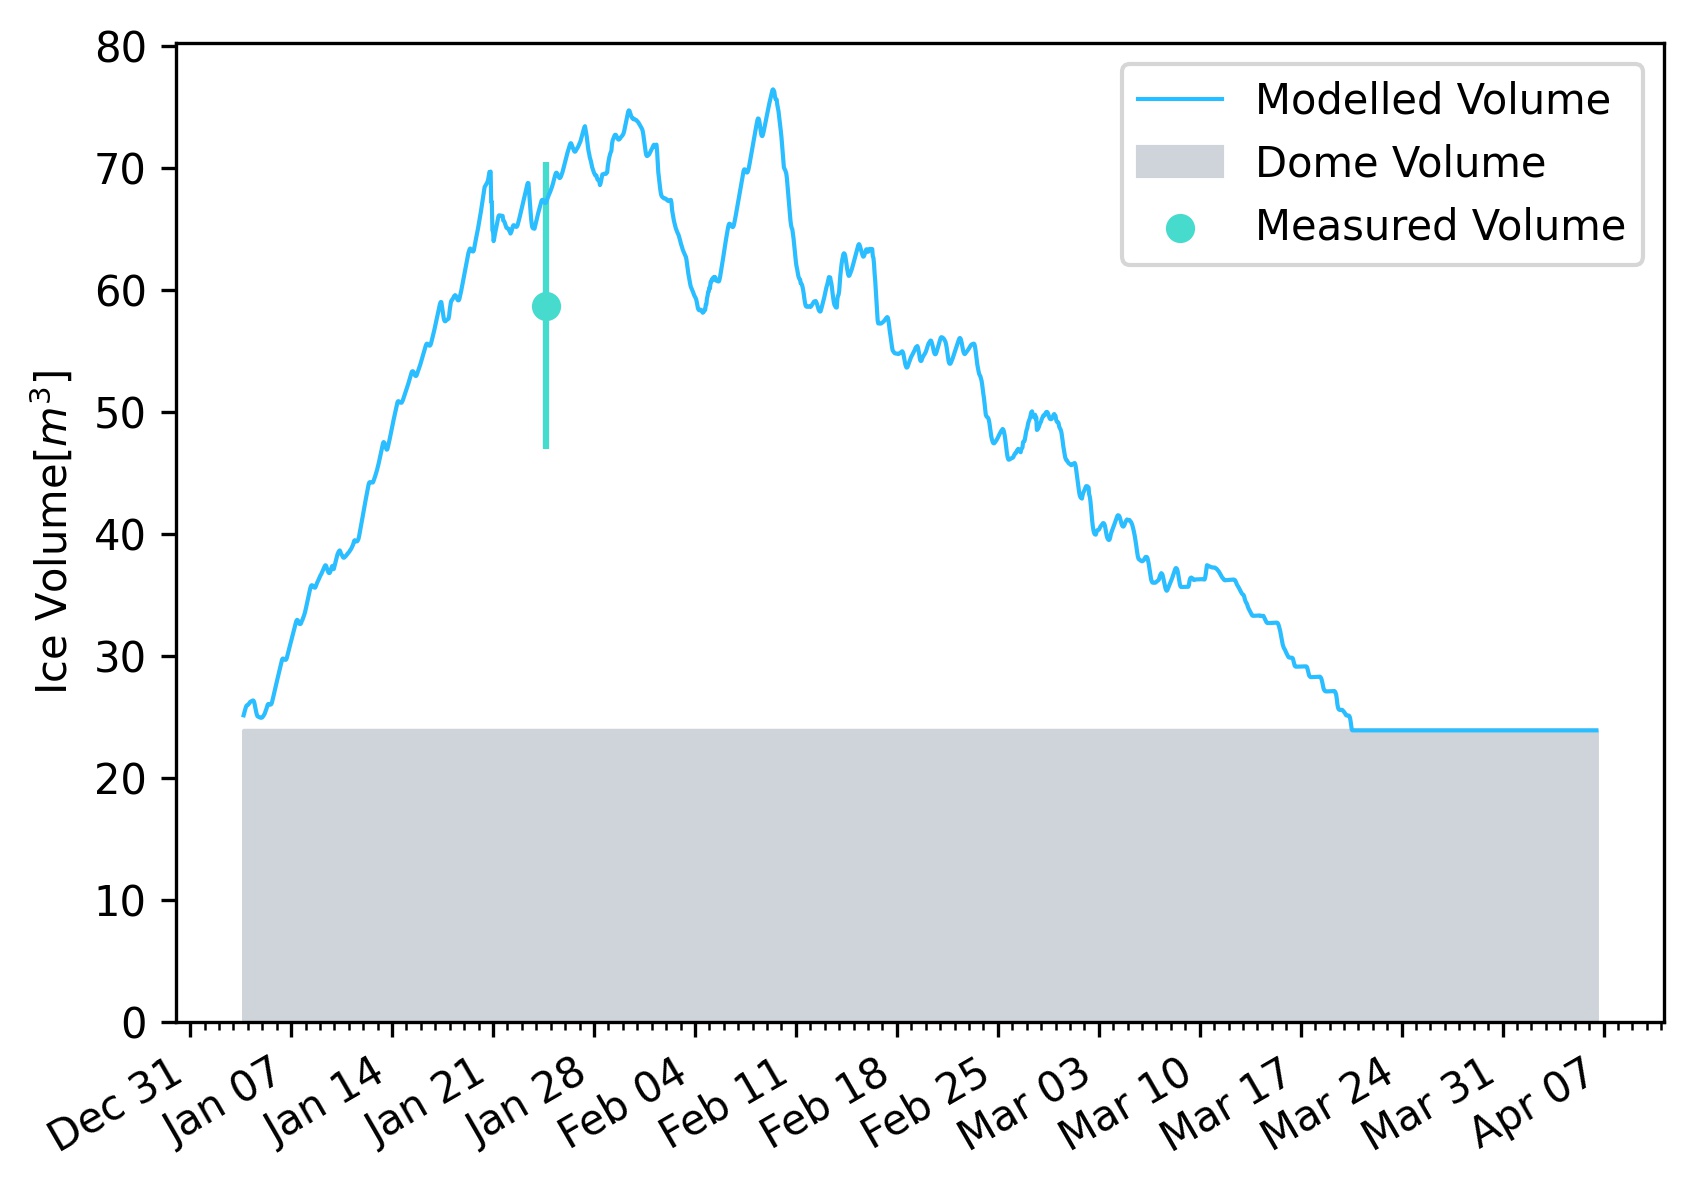 80
70
60
50
40
30
20
10
0
Ice Volume[m³]
Modelled Volume
Dome Volume
Measured Volume
Dec 31
Jan 07
Jan 14
Jan 21
Jan 28
Feb 04
Feb 11
Feb 18
Feb 25
Mar 03
Mar 10
Mar 17
Mar 24
Mar 31
Apr 07